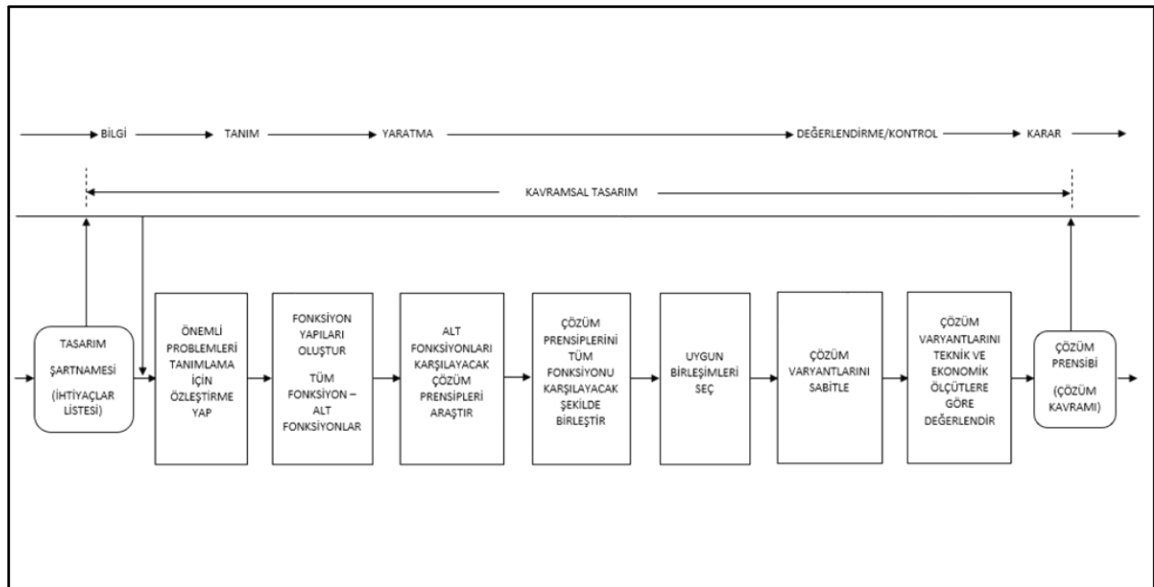 BİLGİ
TANIM
YARATMA
DEĞERLENDİRME/KONTROL
KARAR
KAVRAMSAL TASARIM
TASARIM
ŞARTNAMESİ
(İHTİYAÇLAR
LİSTESİ)
ÖNEMLİ
PROBLEMLERİ
TANIMLAMA
İÇİN
ÖZLEŞTİRME
YAP
FONKSİYON
YAPILARI
OLUŞTUR
TÜM
FONKSİYON –
ALT
FONKSİYONLAR
ALT
FONKSİYONLARI
KARŞILAYACAK
ÇÖZÜM
PRENSİPLERİ
ARAŞTIR
ÇÖZÜM
PRENSİPLERİNİ
TÜM
FONKSİYONU
KARŞILAYACAK
ŞEKİLDE
BİRLEŞTİR
UYGUN
BİRLEŞİMLERİ
SEÇ
ÇÖZÜM
VARYANTLARINI
SABİTLE
ÇÖZÜM
VARYANTLARINI
TEKNİK VE
EKONOMİK
ÖLÇÜTLERE
GÖRE
DEĞERLENDİR
ÇÖZÜM
PRENSİBİ
(ÇÖZÜM
KAVRAMI)